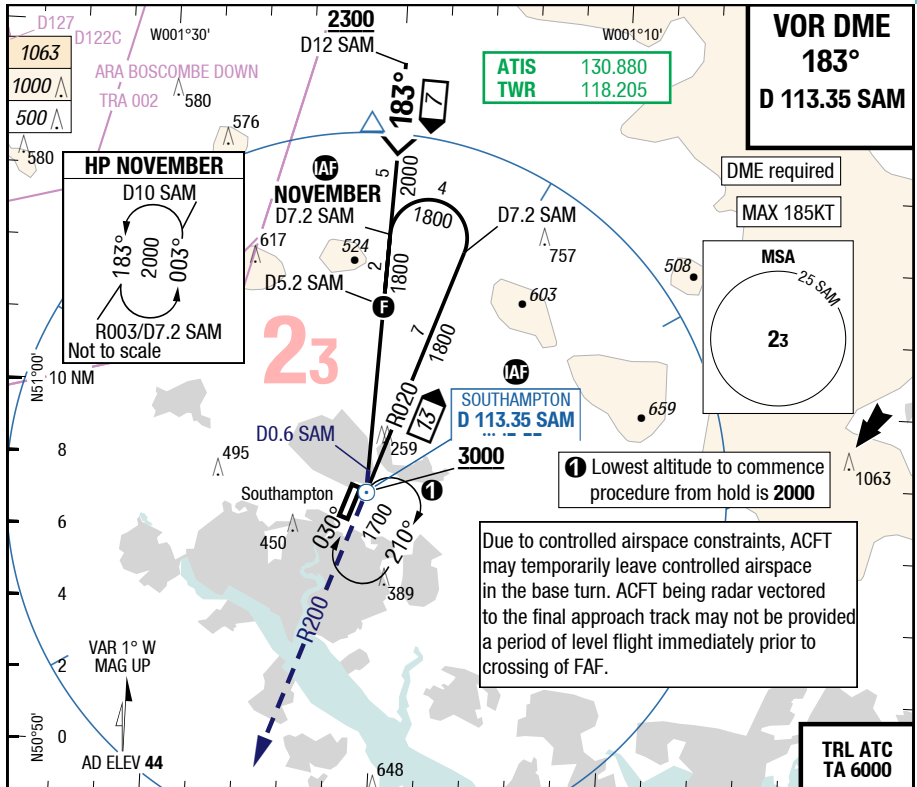 D127
D122C
W001°30'
2300
D12 SAM
W001°10'
VOR DME
183°
D 113.35 SAM
1063
1000
500
580
ARA BOSCOMBE DOWN
TRA 002
580
576
ATIS 130.880
TWR 118.205
183°
7
DME required
MAX 185KT
HP NOVEMBER
D10 SAM
183°
2000
003°
R003/D7.2 SAM
Not to scale
IAF
NOVEMBER
D7.2 SAM
5
2000
4
1800
D7.2 SAM
617
524
757
D5.2 SAM
2
1800
F
603
508
MSA
25 SAM
23
23
7
1800
N51°00'
10 NM
IAF
R020
13
SOUTHAMPTON
D 113.35 SAM
659
D0.6 SAM
259
3000
8
495
1
1 Lowest altitude to commence
procedure from hold is 2000
1063
Southampton
6
450
030°
1700
210°
389
Due to controlled airspace constraints, ACFT
may temporarily leave controlled airspace
in the base turn. ACFT being radar vectored
to the final approach track may not be provided
a period of level flight immediately prior to
crossing of FAF.
4
R200
VAR 1° W
MAG UP
2
N50°50'
0
AD ELEV 44
648
TRL ATC
TA 6000